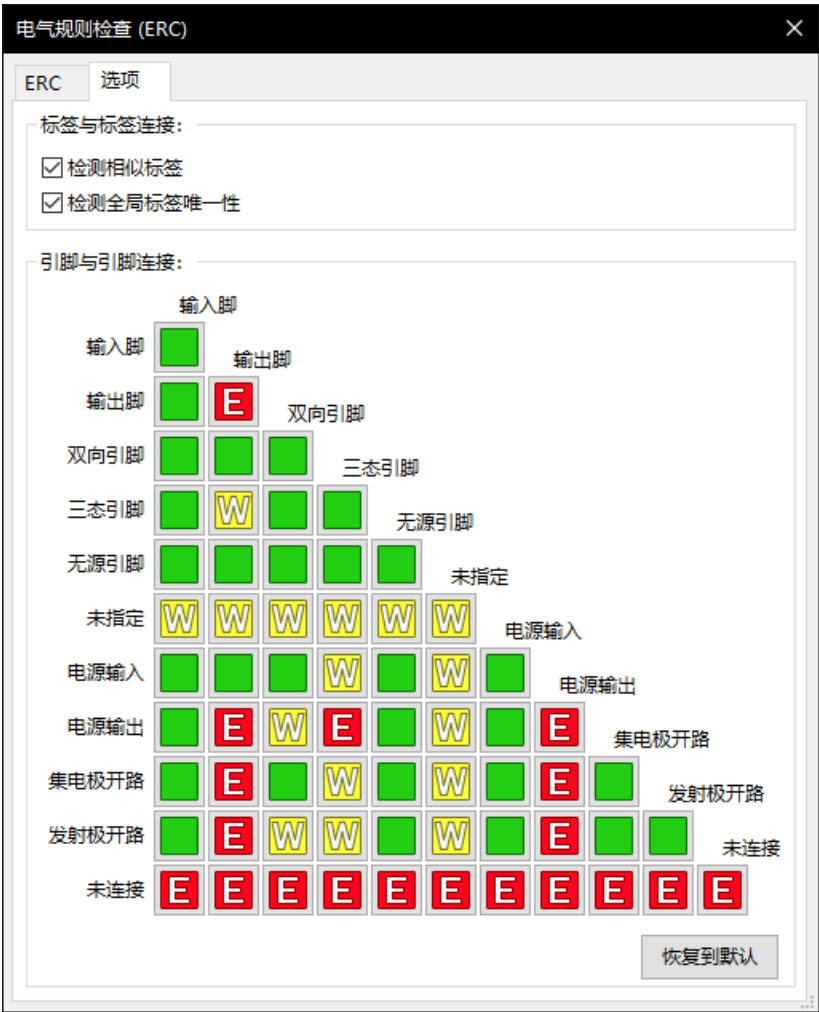 电气规则检查 (ERC)
ERC 选项
标签与标签连接:
检测相似标签
检测全局标签唯一性
引脚与引脚连接:
输入脚
输入脚
输出脚
输出脚 E
双向引脚
双向引脚
三态引脚
三态引脚 W
无源引脚
无源引脚
未指定
未指定 W W W W W W
电源输入
电源输入 W W
电源输出
电源输出 E W E W E
集电极开路
集电极开路 E W W E
发射极开路
发射极开路 E W W W E
未连接
未连接 E E E E E E E E E E E
恢复到默认